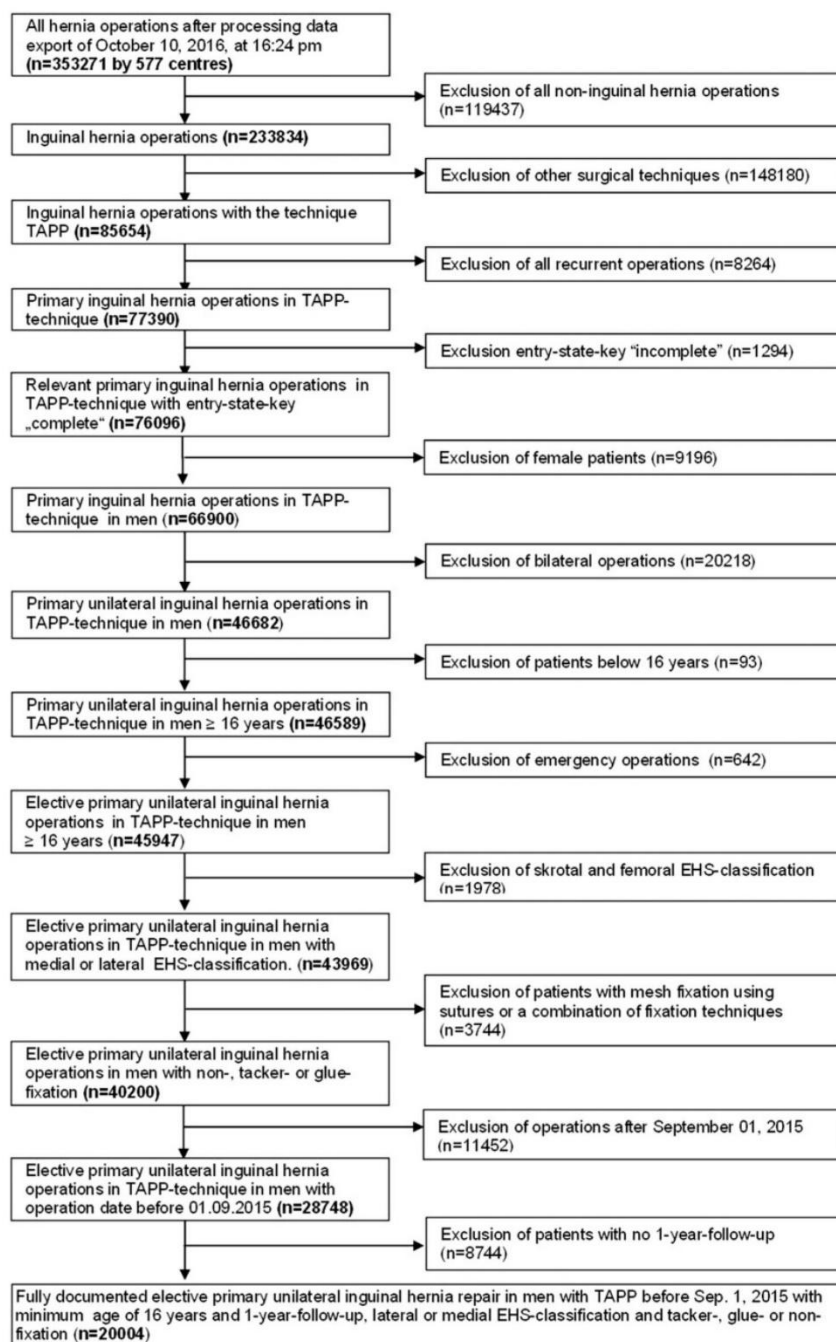 All hernia operations after processing data
export of October 10, 2016, at 16:24 pm
(n=353271 by 577 centres)
Exclusion of all non-inguinal hernia operations
(n=119437)
Inguinal hernia operations (n=233834)
Exclusion of other surgical techniques (n=148180)
Inguinal hernia operations with the technique
TAPP (n=85654)
Exclusion of all recurrent operations (n=8264)
Primary inguinal hernia operations in TAPP-
technique (n=77390)
Exclusion entry-state-key “incomplete” (n=1294)
Relevant primary inguinal hernia operations in
TAPP-technique with entry-state-key
„complete“ (n=76096)
Exclusion of female patients (n=9196)
Primary inguinal hernia operations in TAPP-
technique in men (n=66900)
Exclusion of bilateral operations (n=20218)
Primary unilateral inguinal hernia operations in
TAPP-technique in men (n=46682)
Exclusion of patients below 16 years (n=93)
Primary unilateral inguinal hernia operations in
TAPP-technique in men ≥ 16 years (n=46589)
Exclusion of emergency operations (n=642)
Elective primary unilateral inguinal hernia
operations in TAPP-technique in men
≥ 16 years (n=45947)
Exclusion of skrotal and femoral EHS-classification
(n=1978)
Elective primary unilateral inguinal hernia
operations in TAPP-technique in men with
medial or lateral EHS-classification. (n=43969)
Exclusion of patients with mesh fixation using
sutures or a combination of fixation techniques
(n=3744)
Elective primary unilateral inguinal hernia
operations in men with non-, tacker- or glue-
fixation (n=40200)
Exclusion of operations after September 01, 2015
(n=11452)
Elective primary unilateral inguinal hernia
operations in TAPP-technique in men with
operation date before 01.09.2015 (n=28748)
Exclusion of patients with no 1-year-follow-up
(n=8744)
Fully documented elective primary unilateral inguinal hernia repair in men with TAPP before Sep. 1, 2015 with
minimum age of 16 years and 1-year-follow-up, lateral or medial EHS-classification and tacker-, glue- or non-
fixation (n=20004)